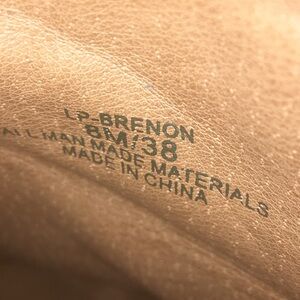 LP-BRENON
8M/38
ALL MAN MADE MATERIALS
MADE IN CHINA